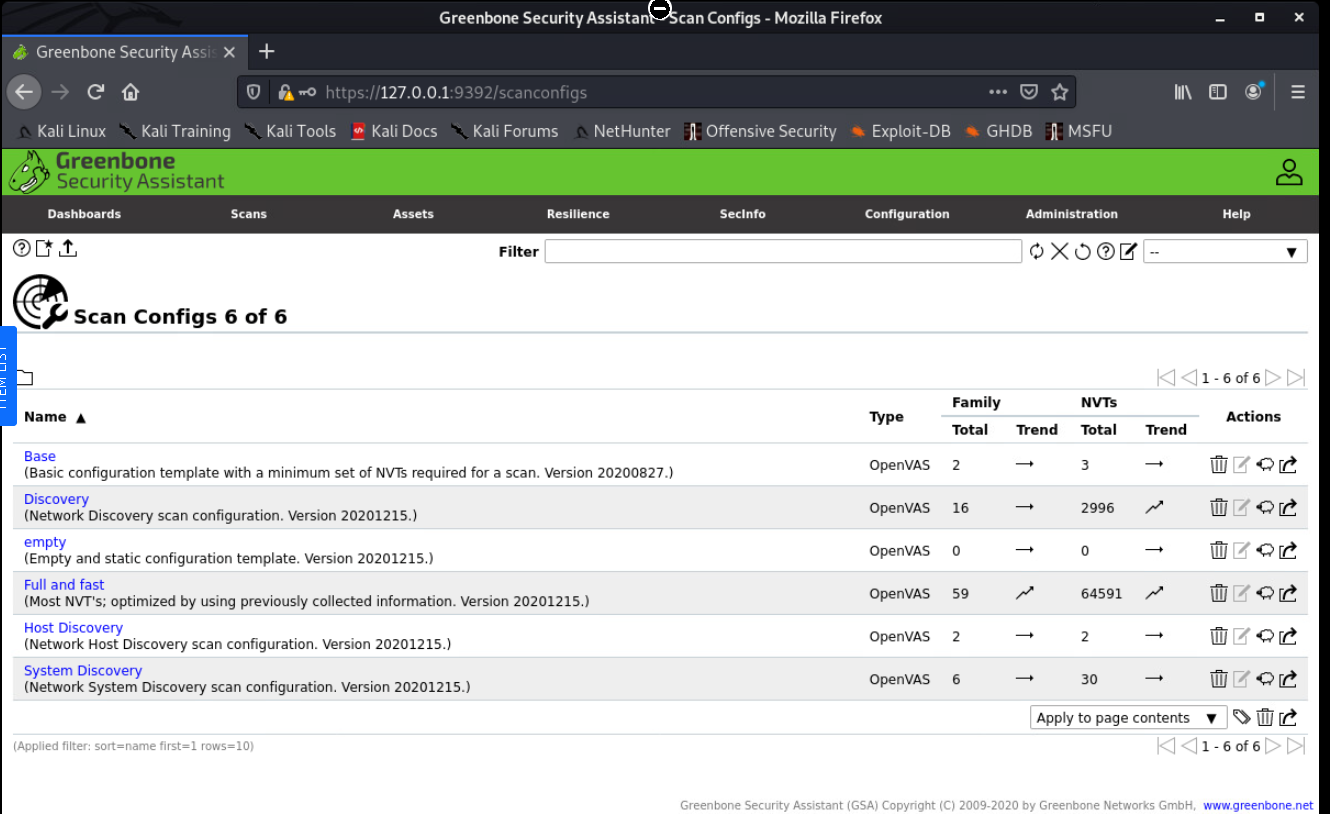 Greenbone Security Assistant - Scan Configs - Mozilla Firefox
Greenbone Security Assis
https://127.0.0.1:9392/scanconfigs
Kali Linux Kali Training Kali Tools Kali Docs Kali Forums NetHunter Offensive Security Exploit-DB GHDB MSFU
Greenbone
Security Assistant
Dashboards Scans Assets Resilience SecInfo Configuration Administration Help
Filter --
Scan Configs 6 of 6
ITEM LIST
1 - 6 of 6
Name ▲ Type Family NVTs Actions
Total Trend Total Trend
Base
(Basic configuration template with a minimum set of NVTs required for a scan. Version 20200827.) OpenVAS 2 3
Discovery
(Network Discovery scan configuration. Version 20201215.) OpenVAS 16 2996
empty
(Empty and static configuration template. Version 20201215.) OpenVAS 0 0
Full and fast
(Most NVT's; optimized by using previously collected information. Version 20201215.) OpenVAS 59 64591
Host Discovery
(Network Host Discovery scan configuration. Version 20201215.) OpenVAS 2 2
System Discovery
(Network System Discovery scan configuration. Version 20201215.) OpenVAS 6 30
Apply to page contents ▼
(Applied filter: sort=name first=1 rows=10) 1 - 6 of 6
Greenbone Security Assistant (GSA) Copyright (C) 2009-2020 by Greenbone Networks GmbH, www.greenbone.net